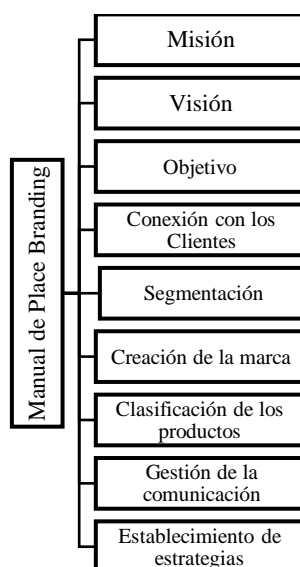 Manual de Place Branding
Misión
Visión
Objetivo
Conexión con los
Clientes
Segmentación
Creación de la marca
Clasificación de los
productos
Gestión de la
comunicación
Establecimiento de
estrategias